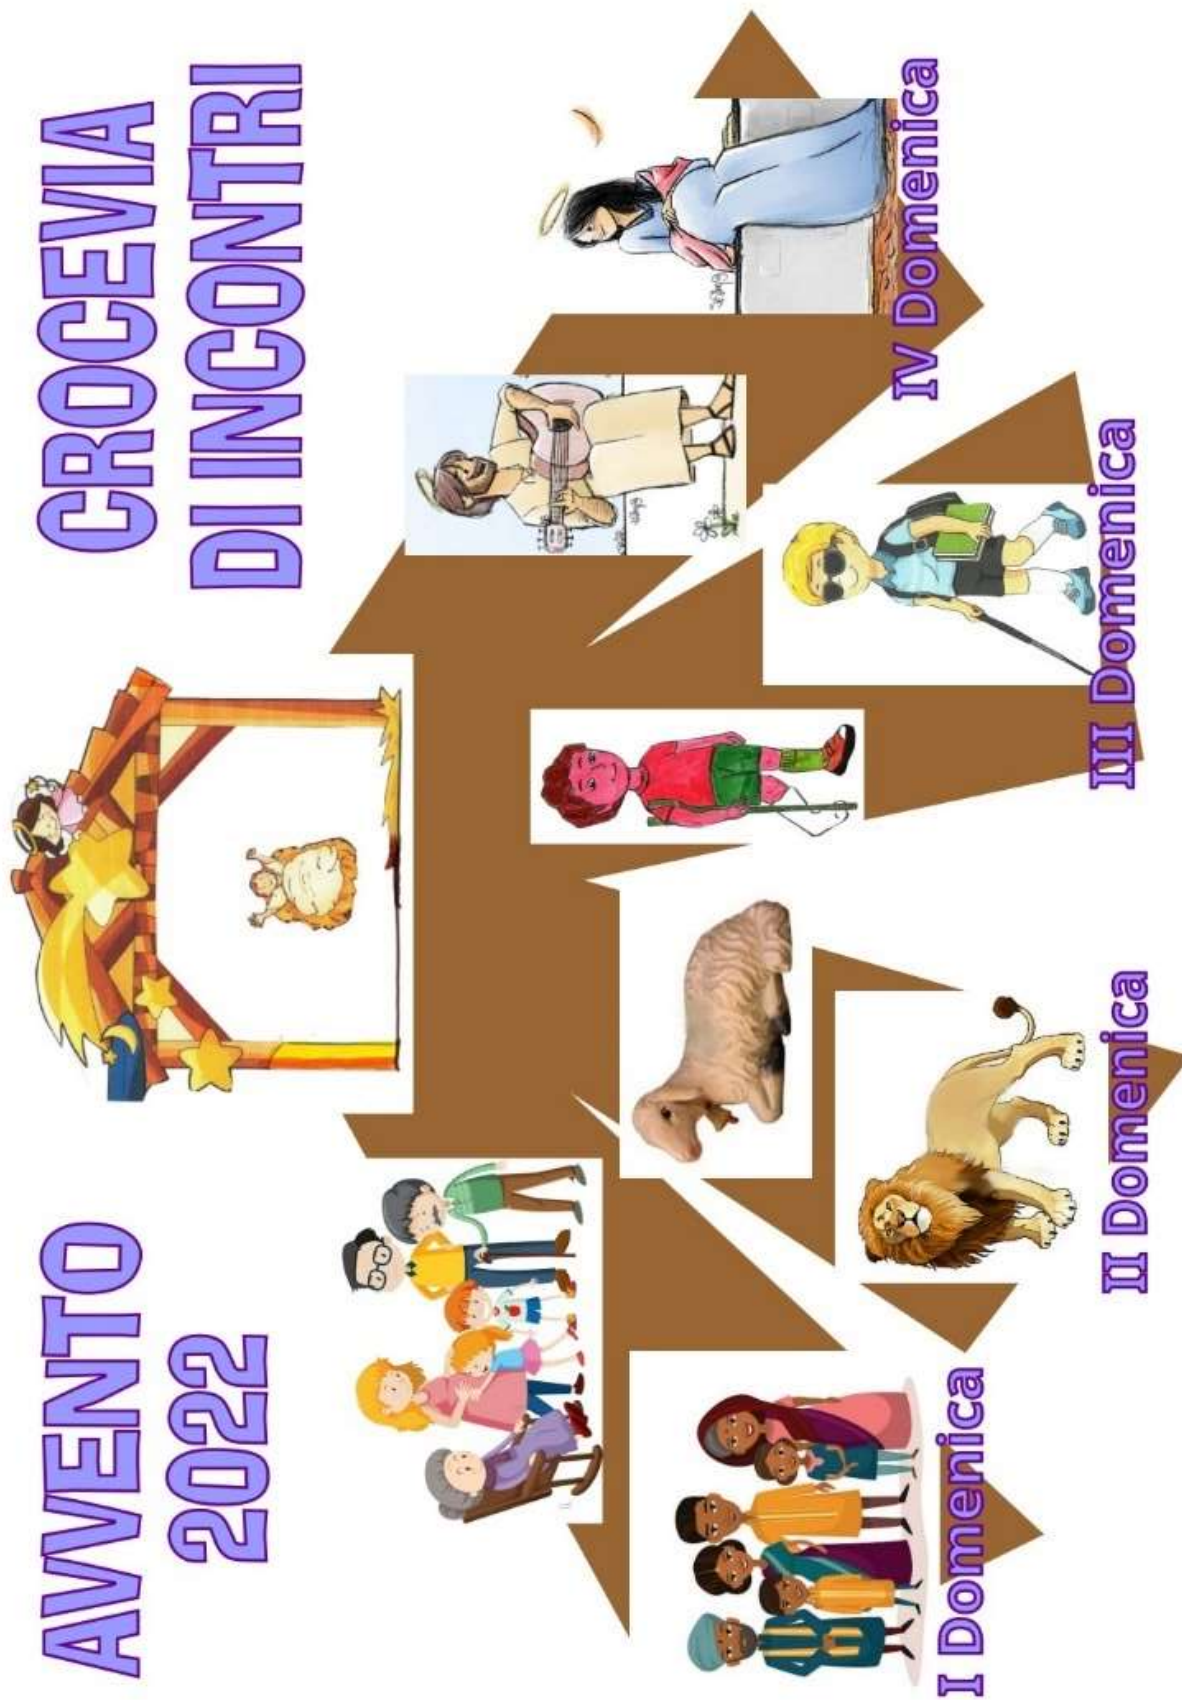 AVVENTO
2022
CROCEVIA
DI INCONTRI
I Domenica
II Domenica
III Domenica
IV Domenica